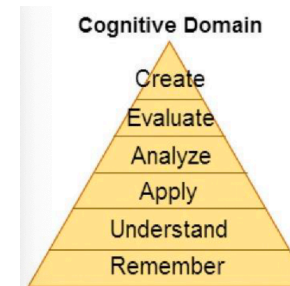 Cognitive Domain
Create
Evaluate
Analyze
Apply
Understand
Remember